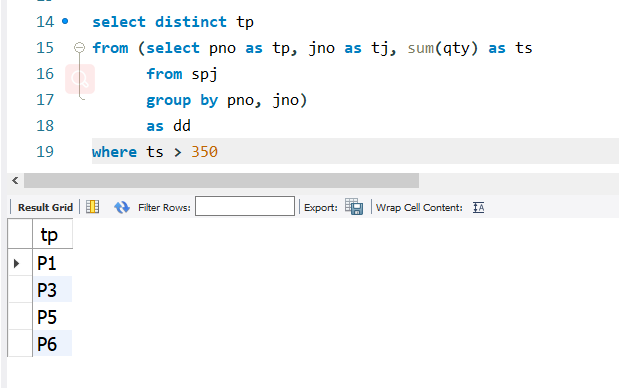 14 select distinct tp
15 from (select pno as tp, jno as tj, sum(qty) as ts
16 from spj
17 group by pno, jno)
18 as dd
19 where ts > 350
Result Grid Filter Rows: Export: Wrap Cell Content:
tp
P1
P3
P5
P6